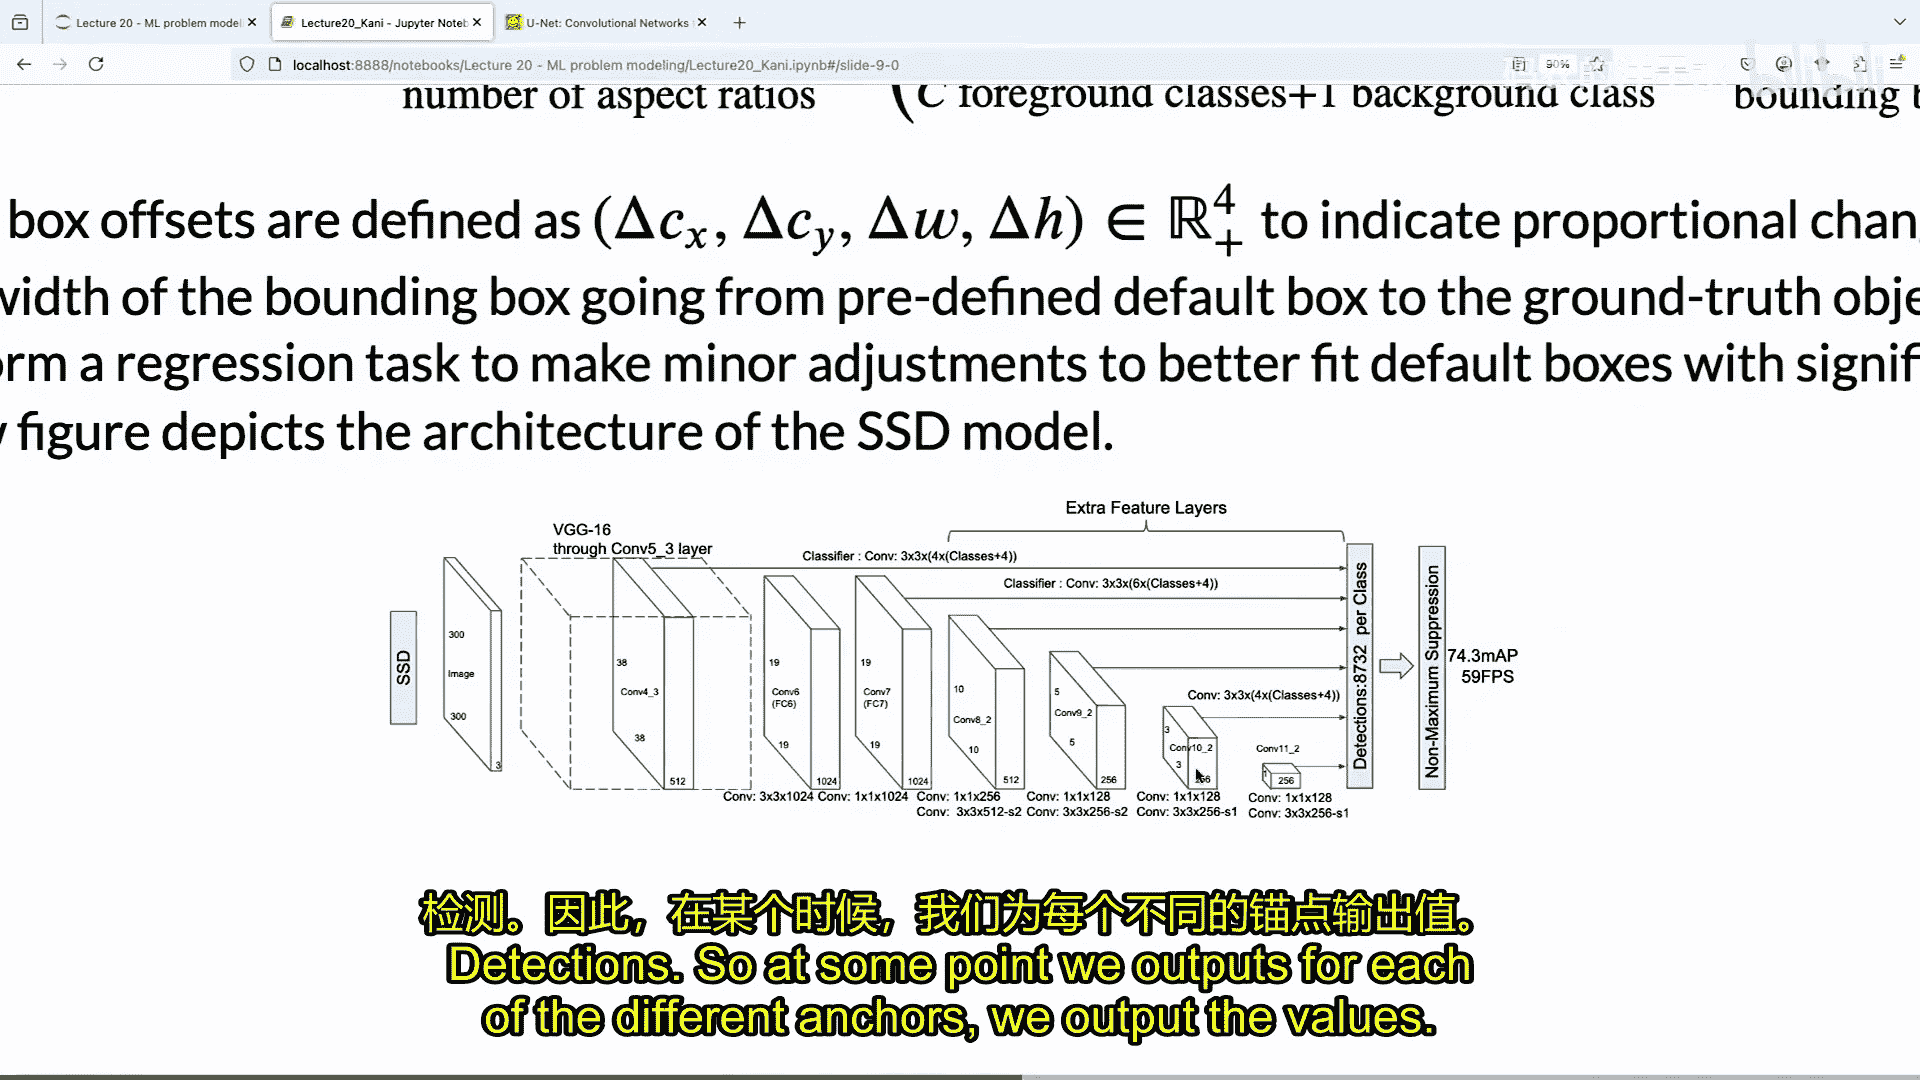 Lecture 20 - ML problem model
Lecture20_Kani - Jupyter Noteb
U-Net: Convolutional Networks
localhost:8888/notebooks/Lecture 20 - ML problem modeling/Lecture20_Kani.ipynb#/slide-9-0
90%
number of aspect ratios
(C foreground classes+1 background class
bounding b
box offsets are defined as (Δcₓ, Δc_y, Δw, Δh) ∈ ℝ₊⁴ to indicate proportional chan
width of the bounding box going from pre-defined default box to the ground-truth obje
orm a regression task to make minor adjustments to better fit default boxes with signif
figure depicts the architecture of the SSD model.
Extra Feature Layers
VGG-16
through Conv5_3 layer
Classifier : Conv: 3x3x(4x(Classes+4))
Classifier : Conv: 3x3x(6x(Classes+4))
SSD
300
Image
300
3
38
Conv4_3
38
512
19
Conv6
(FC6)
19
1024
19
Conv7
(FC7)
19
1024
10
Conv8_2
10
512
5
Conv9_2
5
256
Conv: 3x3x(4x(Classes+4))
3
Conv10_2
3
256
Conv11_2
1
256
Detections:8732 per Class
Non-Maximum Suppression
74.3mAP
59FPS
Conv: 3x3x1024
Conv: 1x1x1024
Conv: 1x1x256
Conv: 3x3x512-s2
Conv: 1x1x128
Conv: 3x3x256-s2
Conv: 1x1x128
Conv: 3x3x256-s1
Conv: 1x1x128
Conv: 3x3x256-s1
检测。因此，在某个时候，我们为每个不同的锚点输出值。
Detections. So at some point we outputs for each
of the different anchors, we output the values.